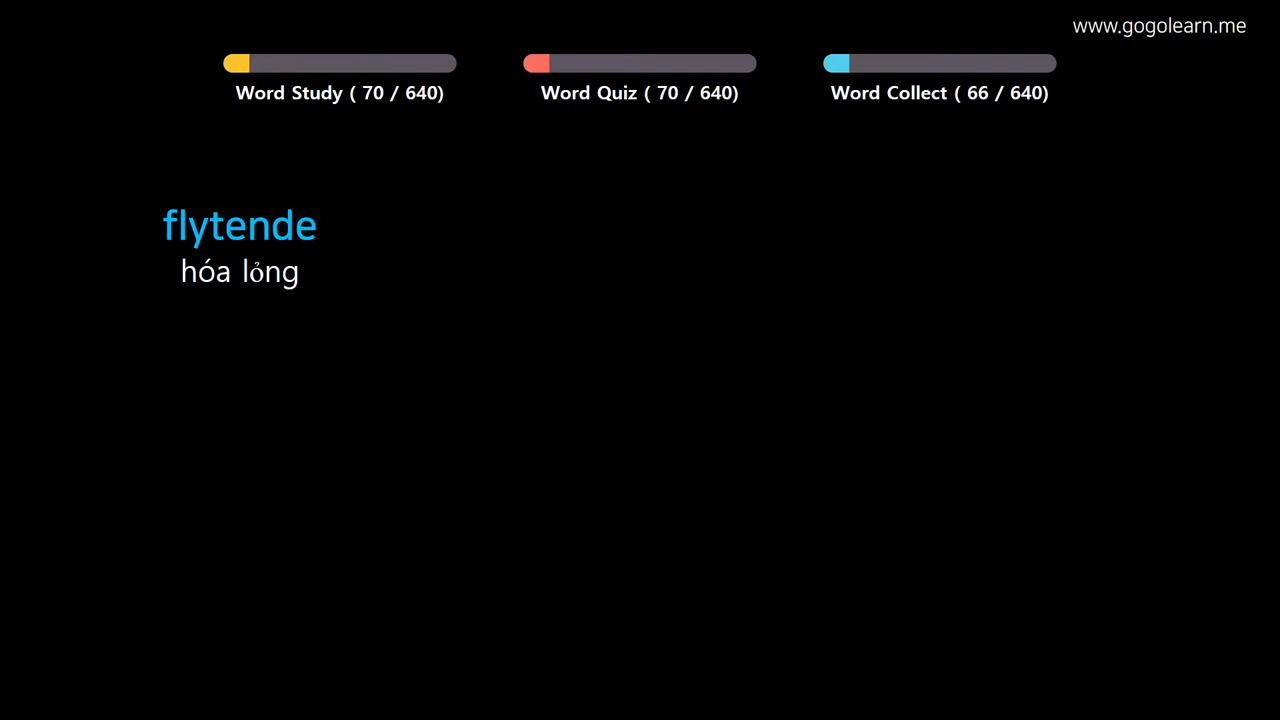 www.gogolearn.me
Word Study ( 70 / 640)
Word Quiz ( 70 / 640)
Word Collect ( 66 / 640)
flytende
hóa lỏng